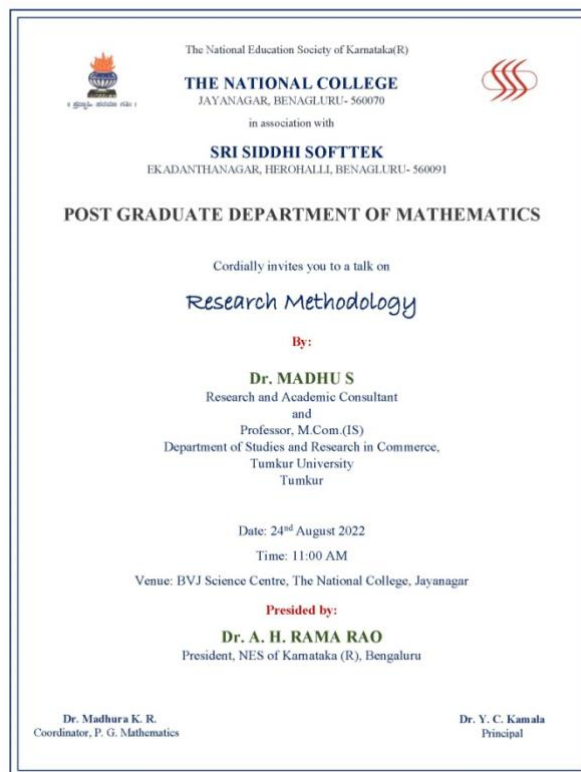 The National Education Society of Karnataka(R)
THE NATIONAL COLLEGE
JAYANAGAR, BENAGLURU- 560070
in association with
SRI SIDDHI SOFTTEK
EKADANTHANAGAR, HEROHALLI, BENAGLURU- 560091
POST GRADUATE DEPARTMENT OF MATHEMATICS
Cordially invites you to a talk on
Research Methodology
By:
Dr. MADHU S
Research and Academic Consultant
and
Professor, M.Com.(IS)
Department of Studies and Research in Commerce,
Tumkur University
Tumkur
Date: 24nd August 2022
Time: 11:00 AM
Venue: BVJ Science Centre, The National College, Jayanagar
Presided by:
Dr. A. H. RAMA RAO
President, NES of Karnataka (R), Bengaluru
Dr. Madhura K. R.
Coordinator, P. G. Mathematics
Dr. Y. C. Kamala
Principal